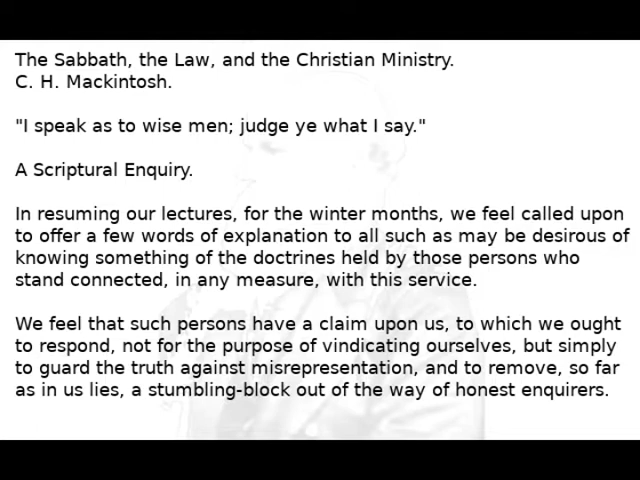 The Sabbath, the Law, and the Christian Ministry.
C. H. Mackintosh.
"I speak as to wise men; judge ye what I say."
A Scriptural Enquiry.
In resuming our lectures, for the winter months, we feel called upon
to offer a few words of explanation to all such as may be desirous of
knowing something of the doctrines held by those persons who
stand connected, in any measure, with this service.
We feel that such persons have a claim upon us, to which we ought
to respond, not for the purpose of vindicating ourselves, but simply
to guard the truth against misrepresentation, and to remove, so far
as in us lies, a stumbling-block out of the way of honest enquirers.